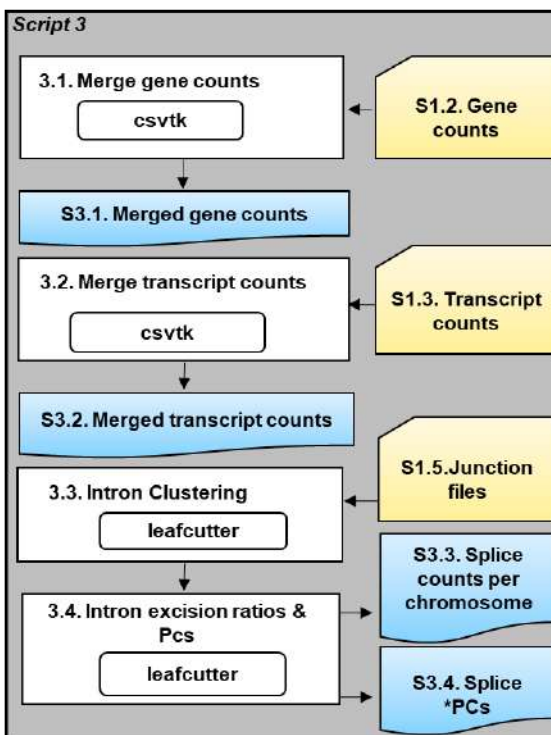 Script 3
3.1. Merge gene counts
csvtk
S1.2. Gene
counts
S3.1. Merged gene counts
3.2. Merge transcript counts
csvtk
S1.3. Transcript
counts
S3.2. Merged transcript counts
3.3. Intron Clustering
leafcutter
S1.5.Junction
files
3.4. Intron excision ratios &
Pcs
leafcutter
S3.3. Splice
counts per
chromosome
S3.4. Splice
*PCs